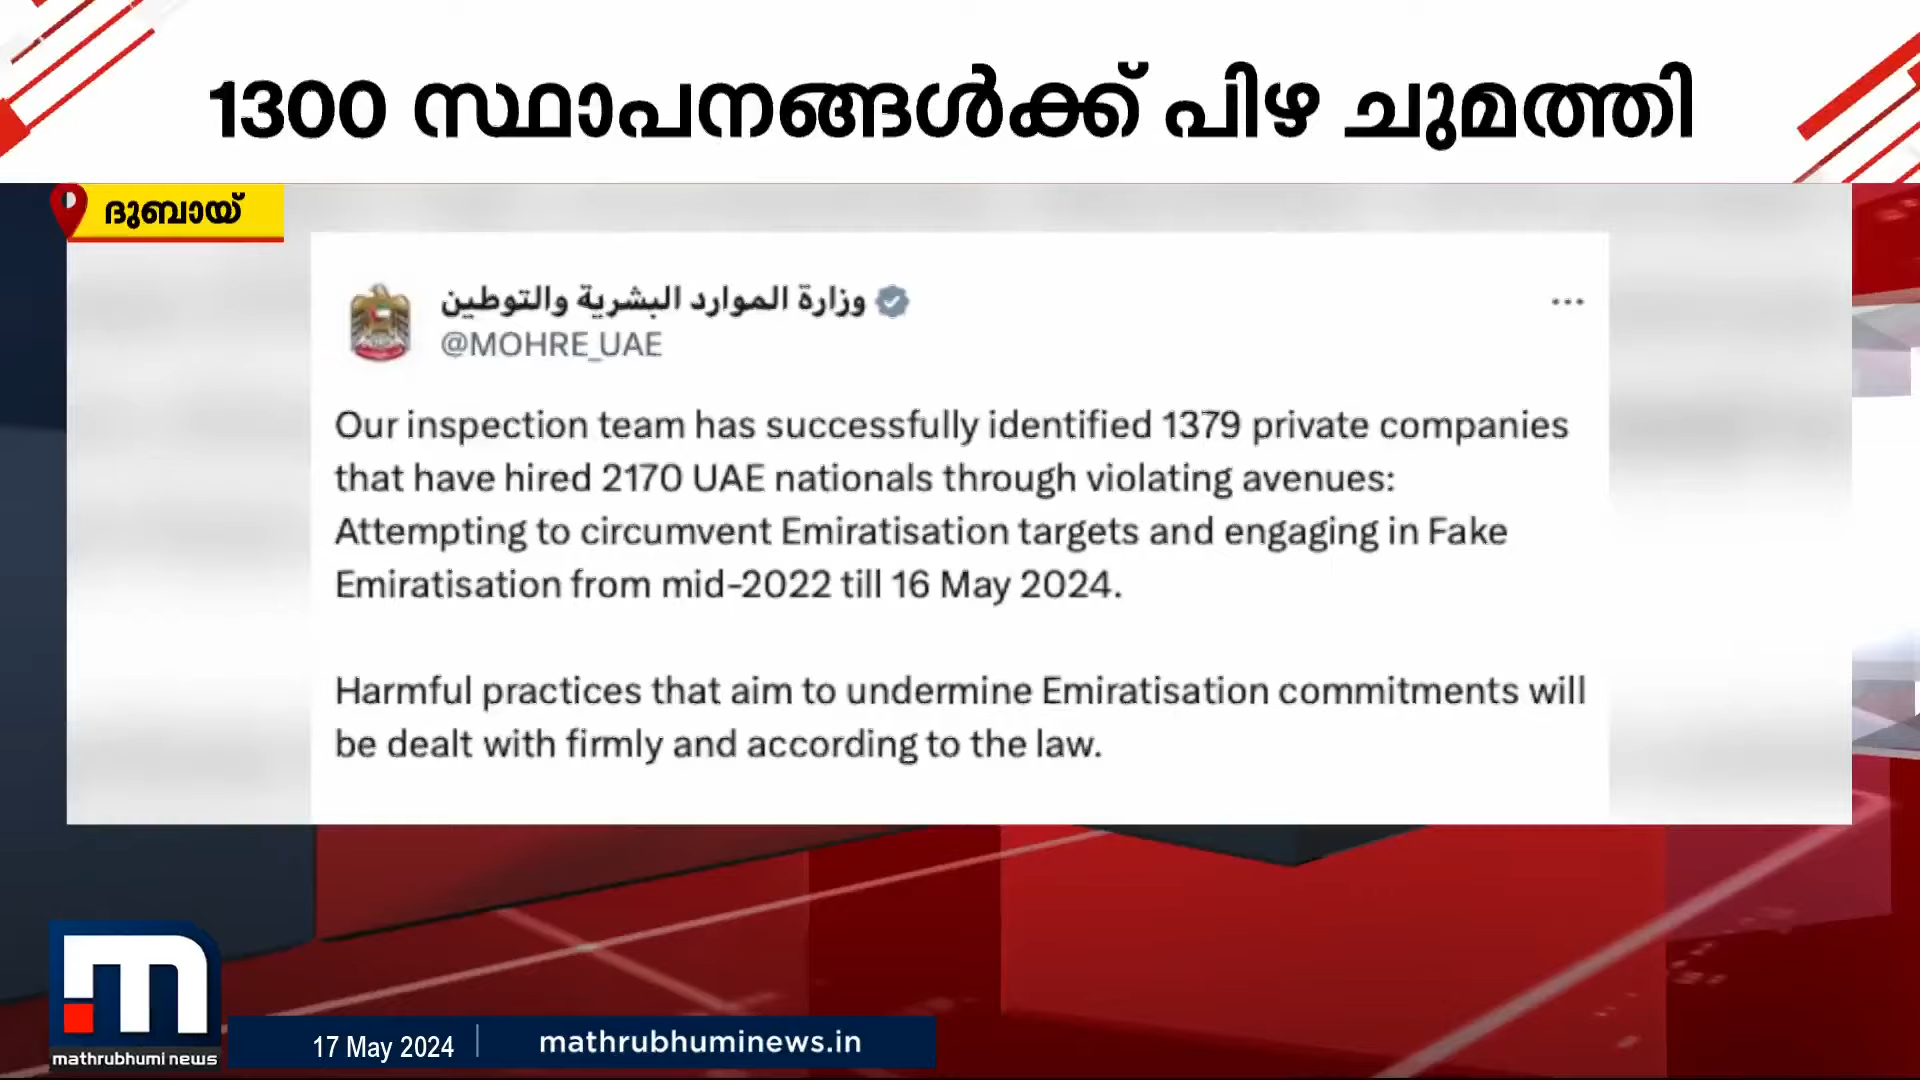 1300 സ്ഥാപനങ്ങൾക്ക് പിഴ ചുമത്തി
ദുബായ്
وزارة الموارد البشرية والتوطين
@MOHRE_UAE
Our inspection team has successfully identified 1379 private companies
that have hired 2170 UAE nationals through violating avenues:
Attempting to circumvent Emiratisation targets and engaging in Fake
Emiratisation from mid-2022 till 16 May 2024.
Harmful practices that aim to undermine Emiratisation commitments will
be dealt with firmly and according to the law.
mathrubhumi news
17 May 2024
mathrubhuminews.in